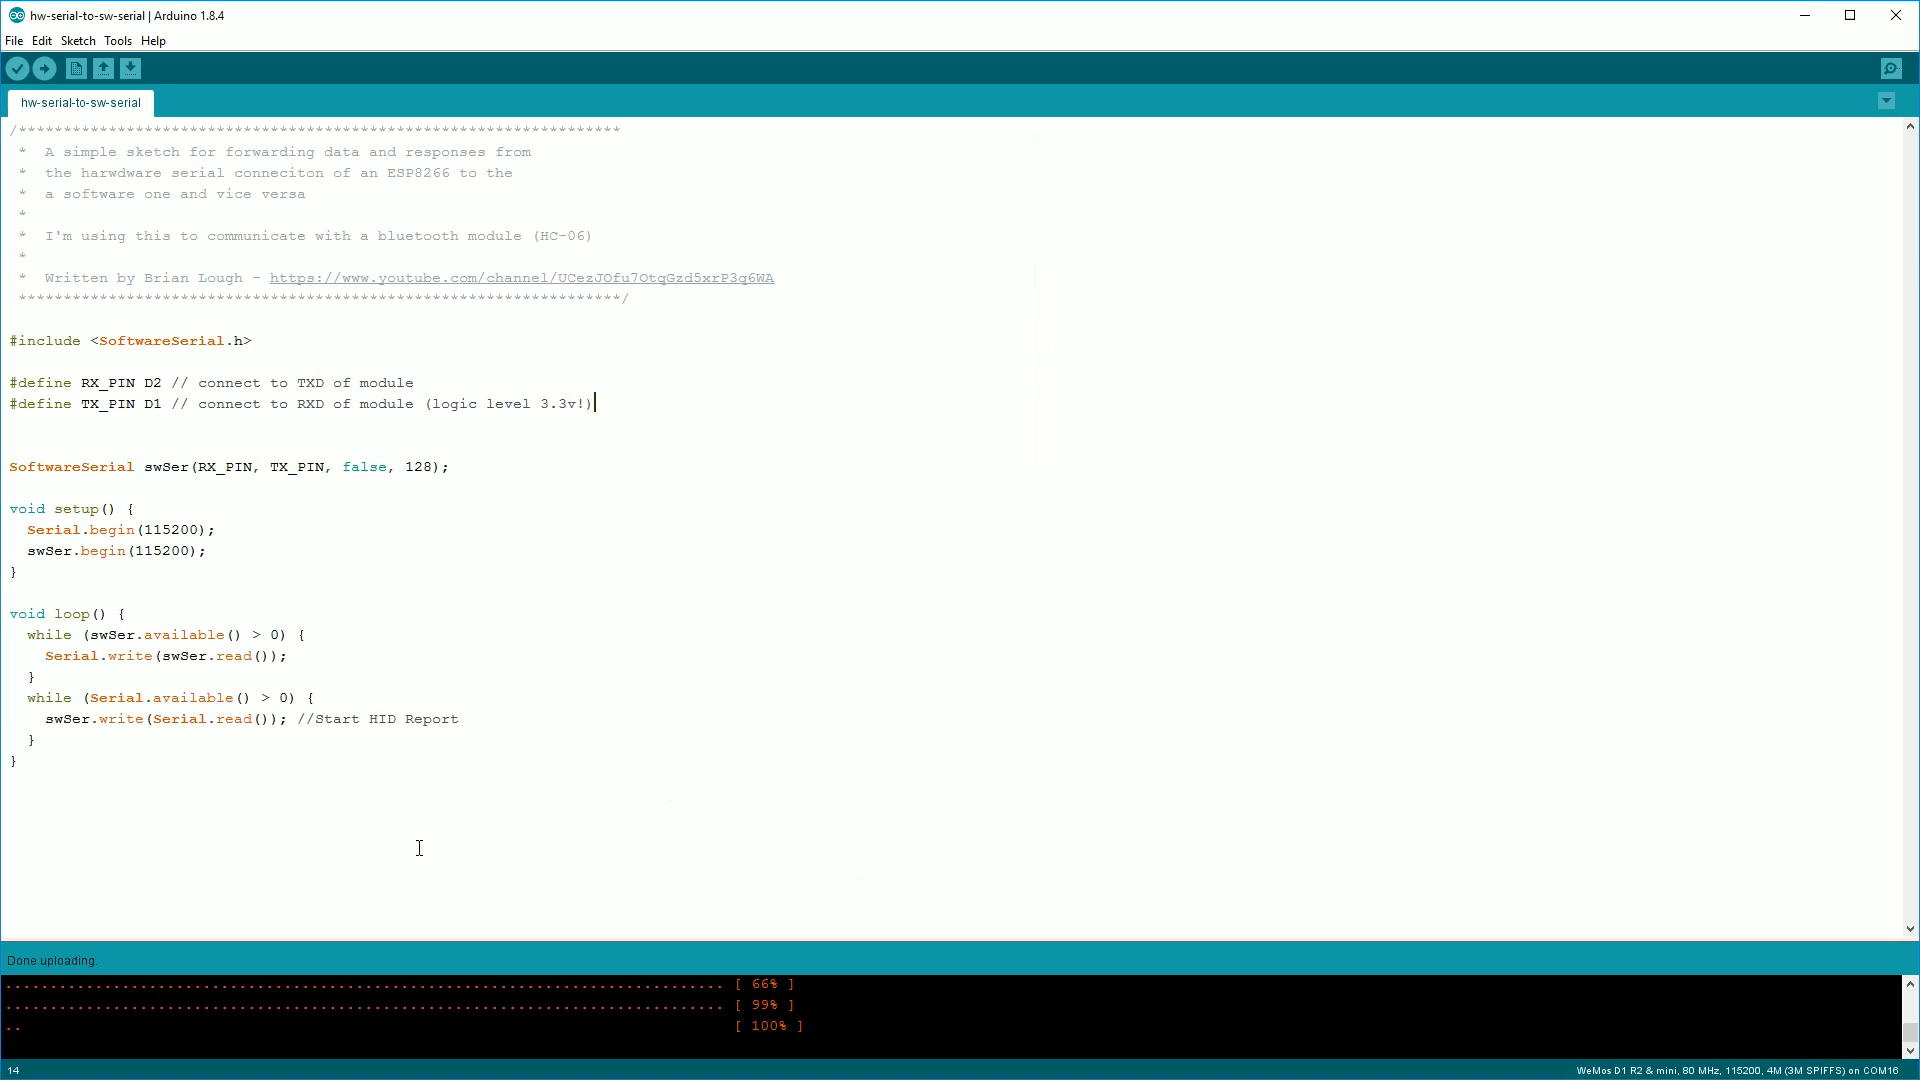 hw-serial-to-sw-serial | Arduino 1.8.4
File Edit Sketch Tools Help
hw-serial-to-sw-serial
/*******************************************************************
 *  A simple sketch for forwarding data and responses from
 *  the harwdware serial conneciton of an ESP8266 to the
 *  a software one and vice versa
 *
 *  I'm using this to communicate with a bluetooth module (HC-06)
 *
 *  Written by Brian Lough - https://www.youtube.com/channel/UCezJOfu7OtqGzd5xrP3q6WA
 *******************************************************************/
#include <SoftwareSerial.h>
#define RX_PIN D2 // connect to TXD of module
#define TX_PIN D1 // connect to RXD of module (logic level 3.3v!)
SoftwareSerial swSer(RX_PIN, TX_PIN, false, 128);
void setup() {
  Serial.begin(115200);
  swSer.begin(115200);
}
void loop() {
  while (swSer.available() > 0) {
    Serial.write(swSer.read());
  }
  while (Serial.available() > 0) {
    swSer.write(Serial.read()); //Start HID Report
  }
}
Done uploading.
................................................................................ [ 66% ]
................................................................................ [ 99% ]
.. [ 100% ]
14
WeMos D1 R2 & mini, 80 MHz, 115200, 4M (3M SPIFFS) on COM16